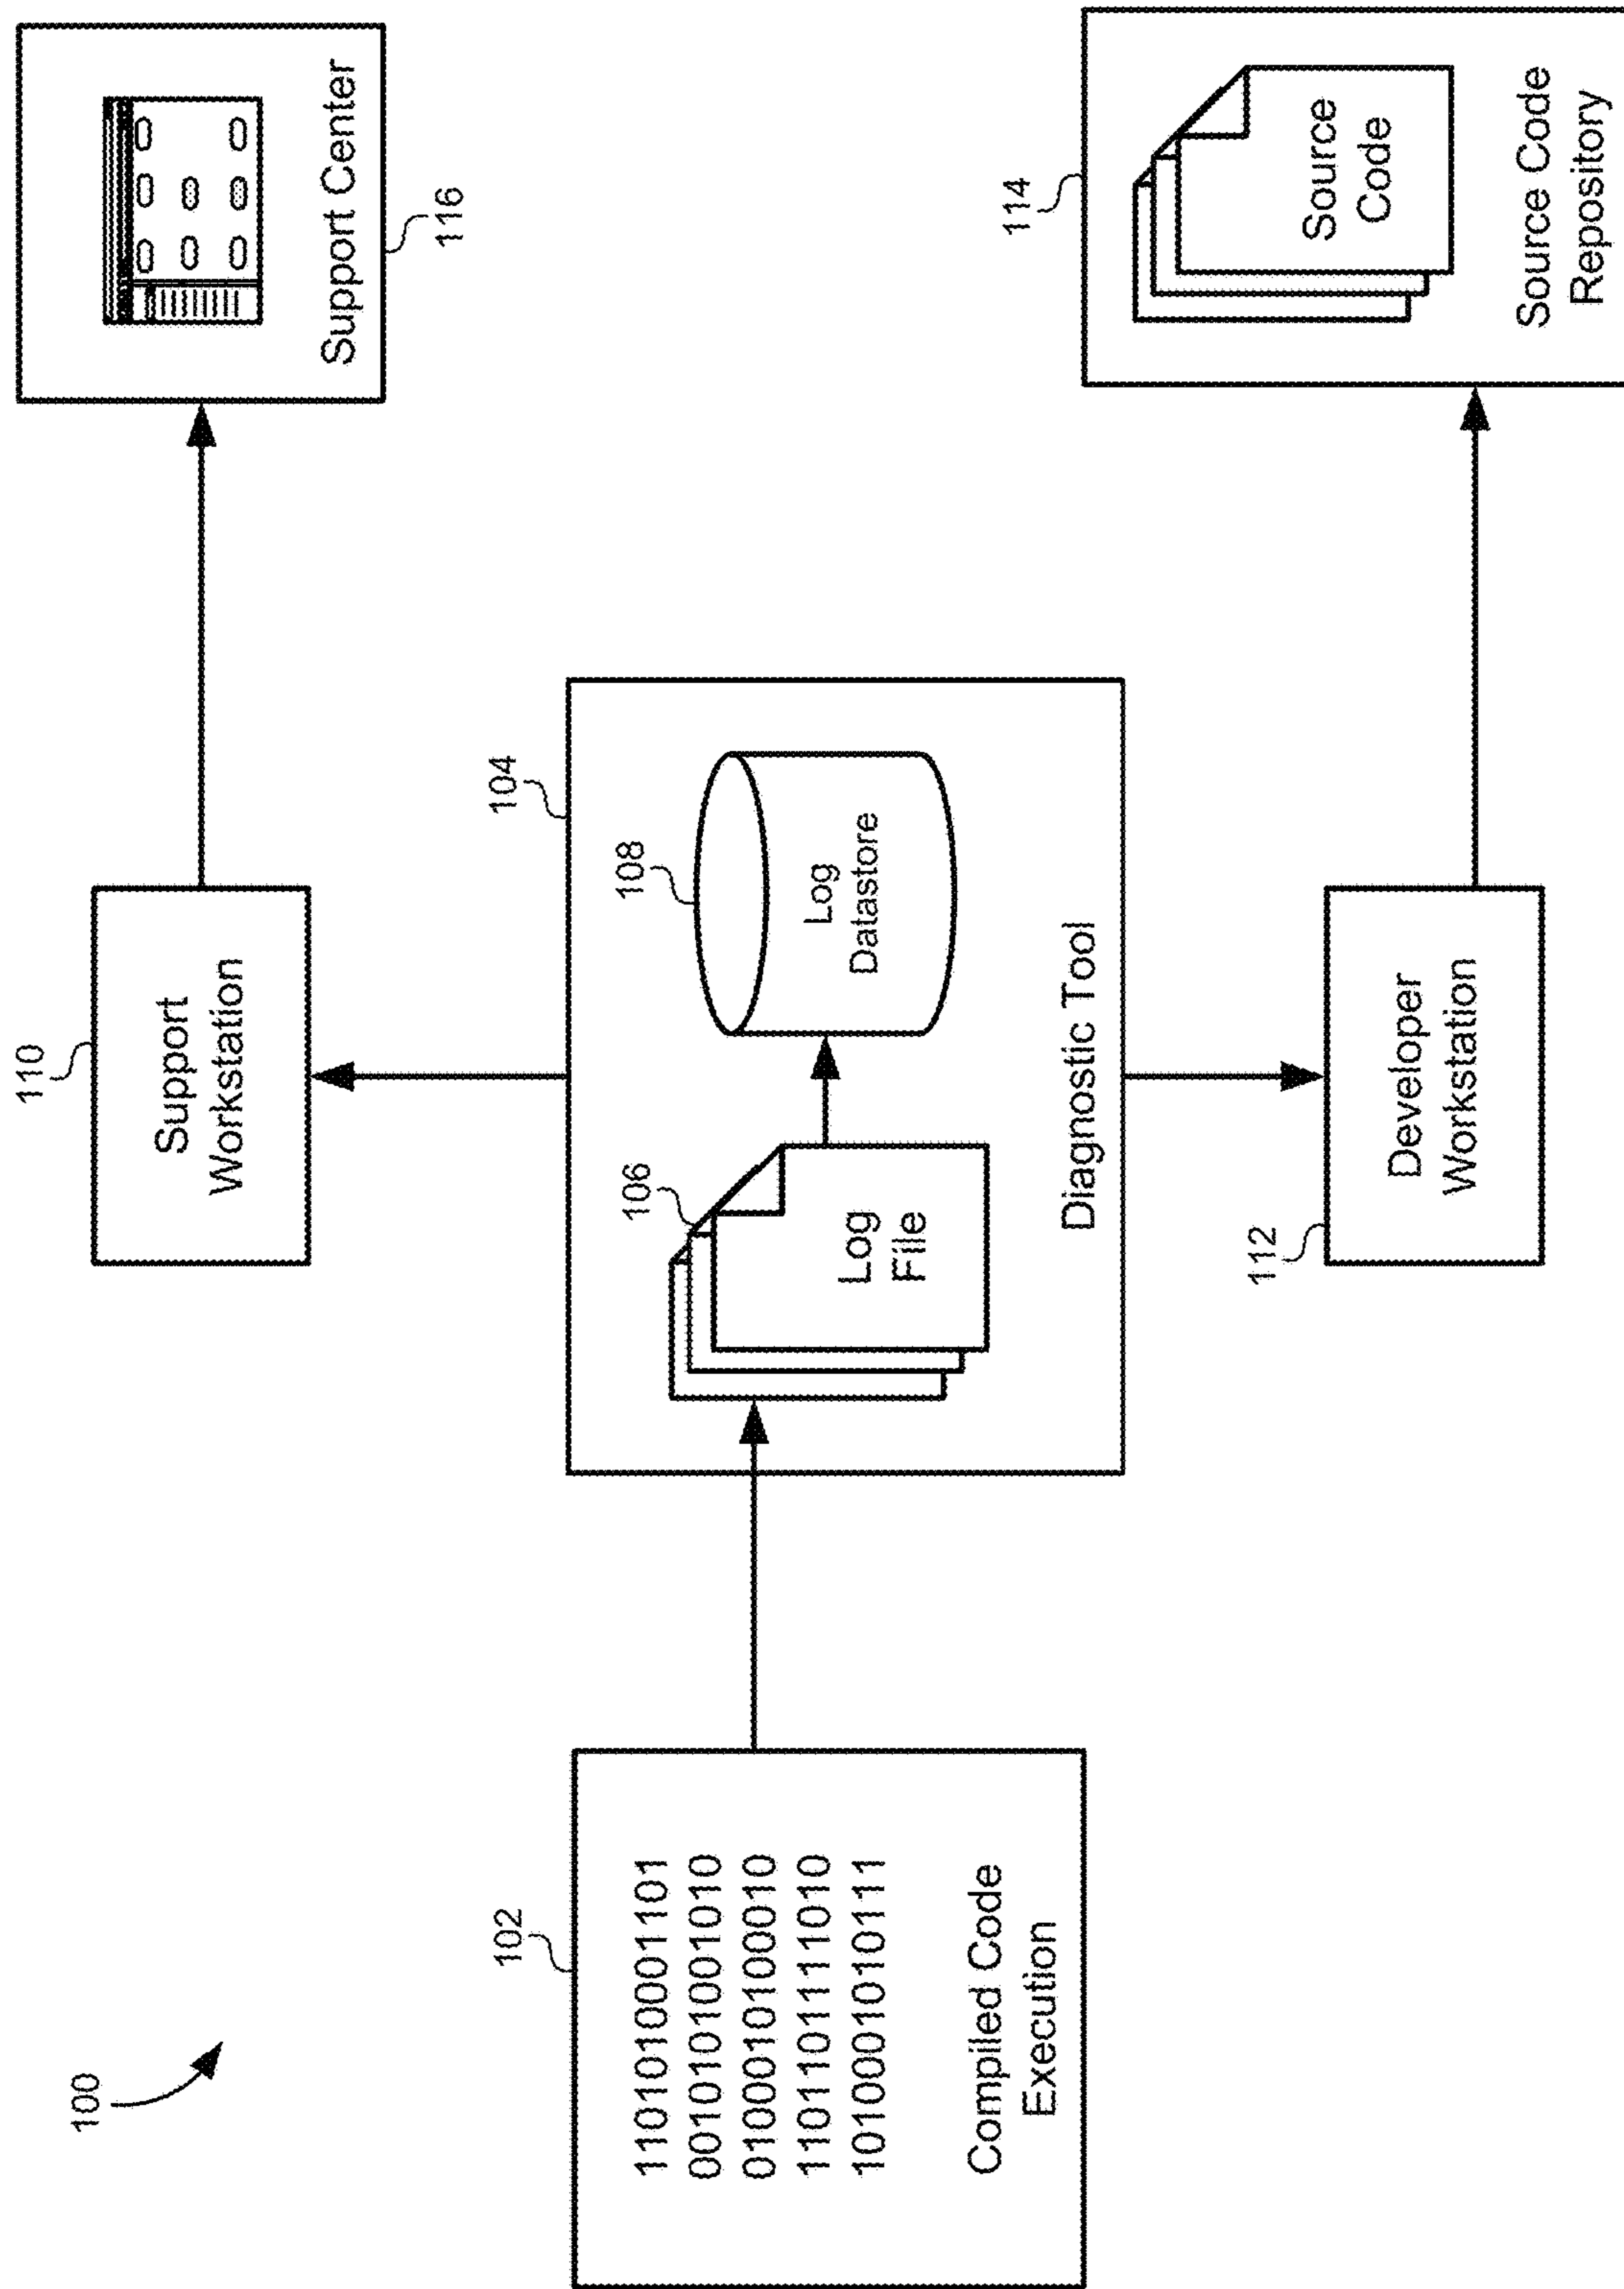 100
102
1101010001101
0010101001010
0100010100010
1101101111010
1010001010111
Compiled Code
Execution
110
Support
Workstation
104
106
Log
File
108
Log
Datastore
Diagnostic Tool
112
Developer
Workstation
Support Center
116
114
Source
Code
Source Code
Repository